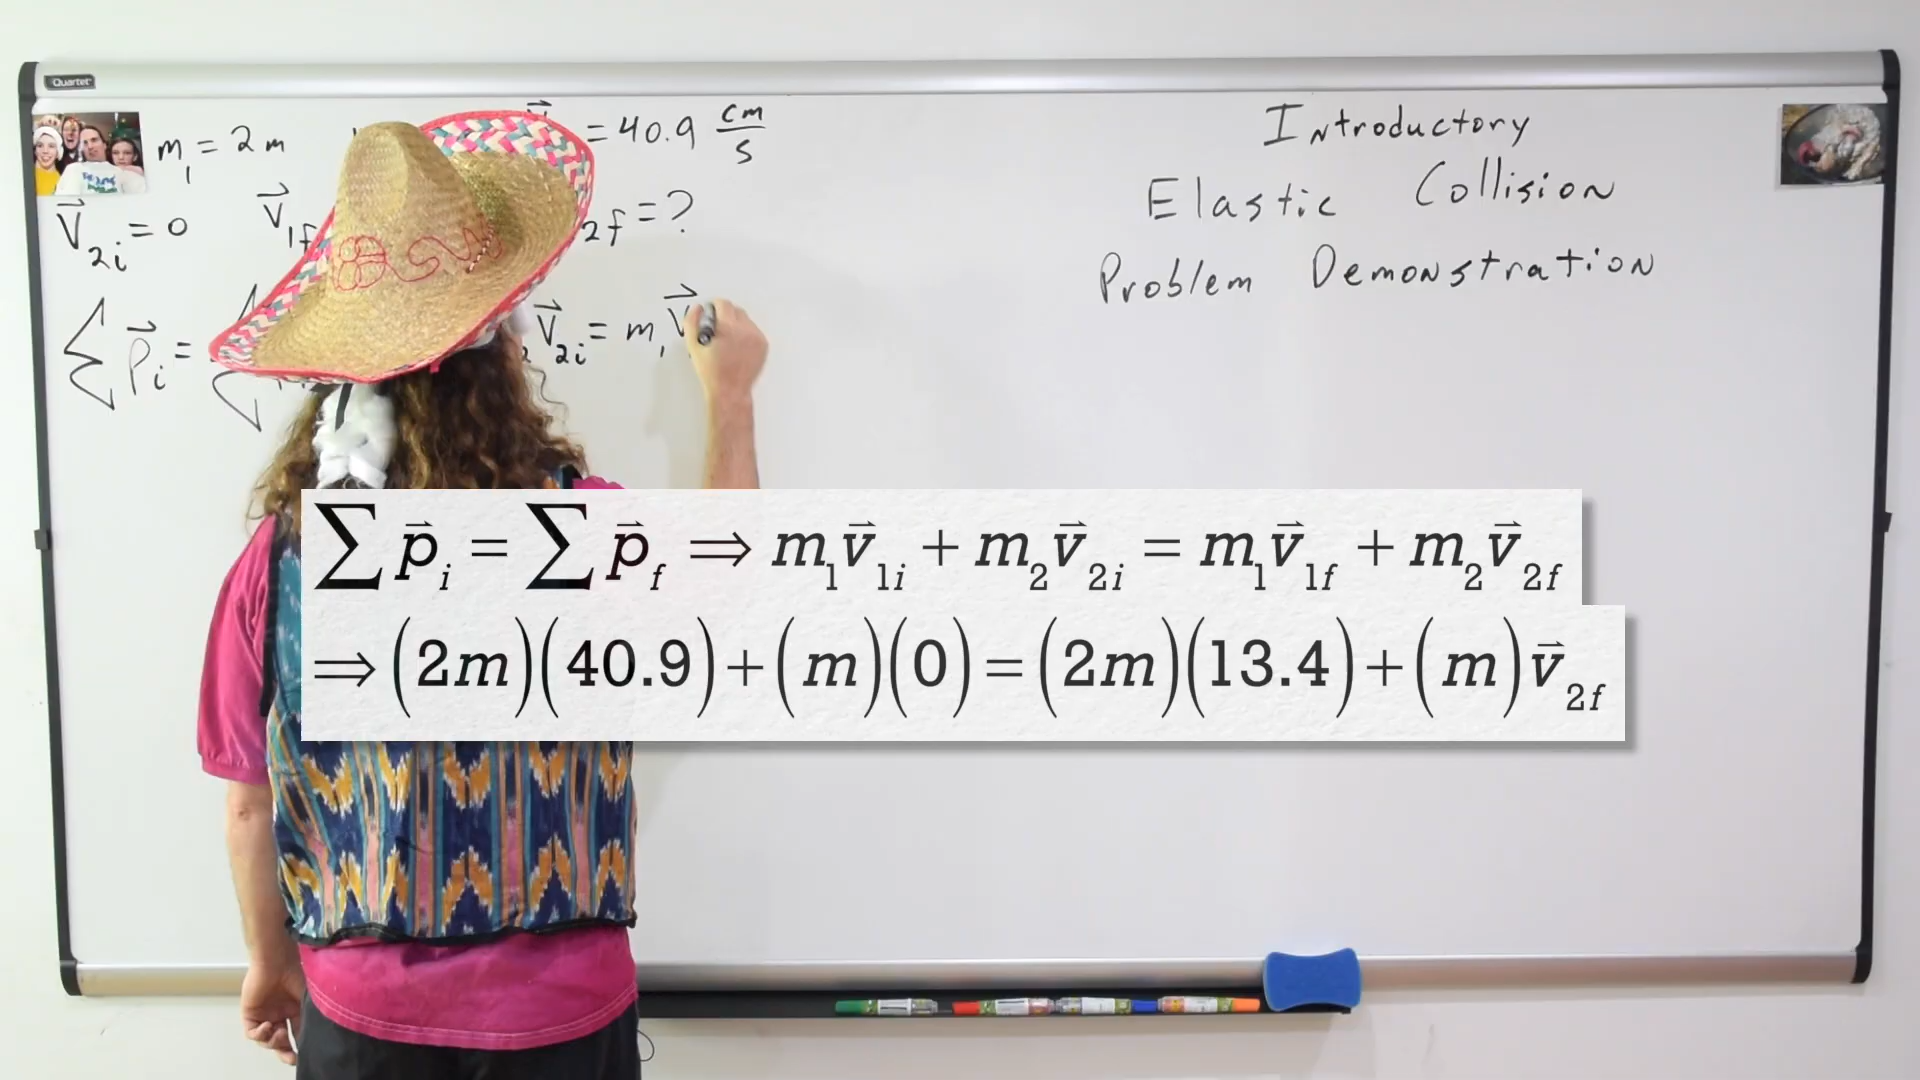 Quartet
m₁ = 2m = 40.9 cm/s
v⃗₂ᵢ = 0 v⃗₁f ₂f = ?
∑ p⃗ᵢ = ∑ ₂ v⃗₂ᵢ = m₁ v⃗
Introductory
Elastic Collision
Problem Demonstration
∑ p⃗ᵢ = ∑ p⃗f ⇒ m₁v⃗₁ᵢ + m₂v⃗₂ᵢ = m₁v⃗₁f + m₂v⃗₂f
⇒ (2m)(40.9) + (m)(0) = (2m)(13.4) + (m)v⃗₂f